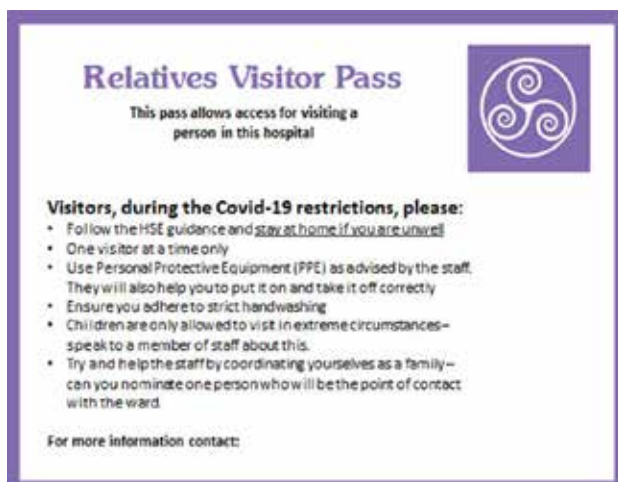 Relatives Visitor Pass
This pass allows access for visiting a
person in this hospital
Visitors, during the Covid-19 restrictions, please:
• Follow the HSE guidance and stay at home if you are unwell
• One visitor at a time only
• Use Personal Protective Equipment (PPE) as advised by the staff.
They will also help you to put it on and take it off correctly
• Ensure you adhere to strict handwashing
• Children are only allowed to visit in extreme circumstances–
speak to a member of staff about this.
• Try and help the staff by coordinating yourselves as a family–
can you nominate one person who will be the point of contact
with the ward.
For more information contact: